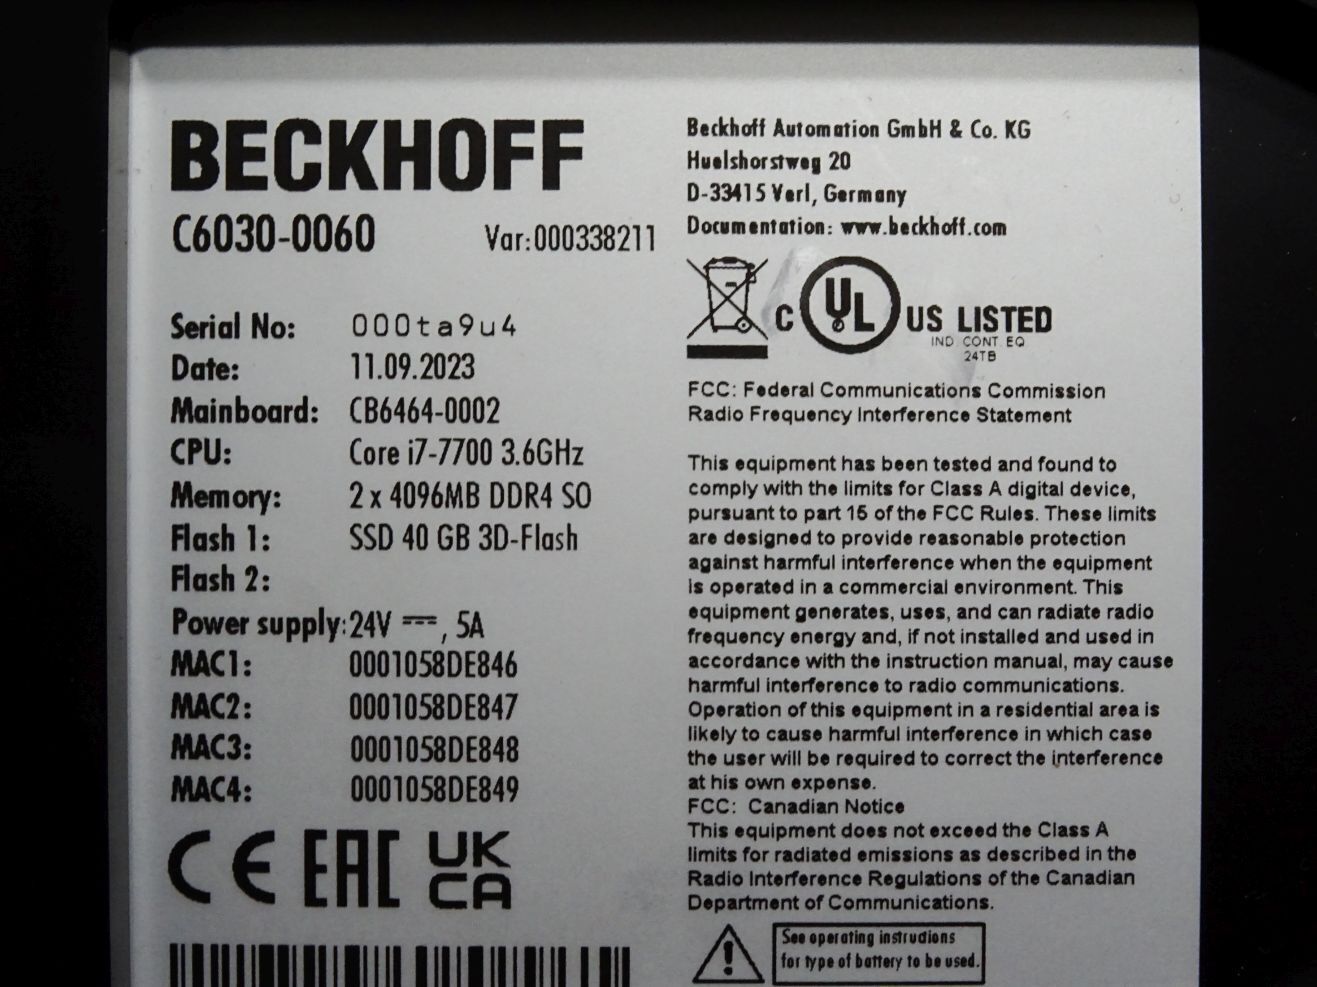 BECKHOFF
C6030-0060 Var:000338211
Serial No: 000ta9u4
Date: 11.09.2023
Mainboard: CB6464-0002
CPU: Core i7-7700 3.6GHz
Memory: 2 x 4096MB DDR4 SO
Flash 1: SSD 40 GB 3D-Flash
Flash 2:
Power supply: 24V ⎓, 5A
MAC1: 0001058DE846
MAC2: 0001058DE847
MAC3: 0001058DE848
MAC4: 0001058DE849
CE EAC UK
CA
Beckhoff Automation GmbH & Co. KG
Huelshorstweg 20
D-33415 Verl, Germany
Documentation: www.beckhoff.com
C UL US LISTED
IND CONT EQ
24TB
FCC: Federal Communications Commission
Radio Frequency Interference Statement
This equipment has been tested and found to
comply with the limits for Class A digital device,
pursuant to part 15 of the FCC Rules. These limits
are designed to provide reasonable protection
against harmful interference when the equipment
is operated in a commercial environment. This
equipment generates, uses, and can radiate radio
frequency energy and, if not installed and used in
accordance with the instruction manual, may cause
harmful interference to radio communications.
Operation of this equipment in a residential area is
likely to cause harmful interference in which case
the user will be required to correct the interference
at his own expense.
FCC: Canadian Notice
This equipment does not exceed the Class A
limits for radiated emissions as described in the
Radio Interference Regulations of the Canadian
Department of Communications.
See operating instructions
for type of battery to be used.